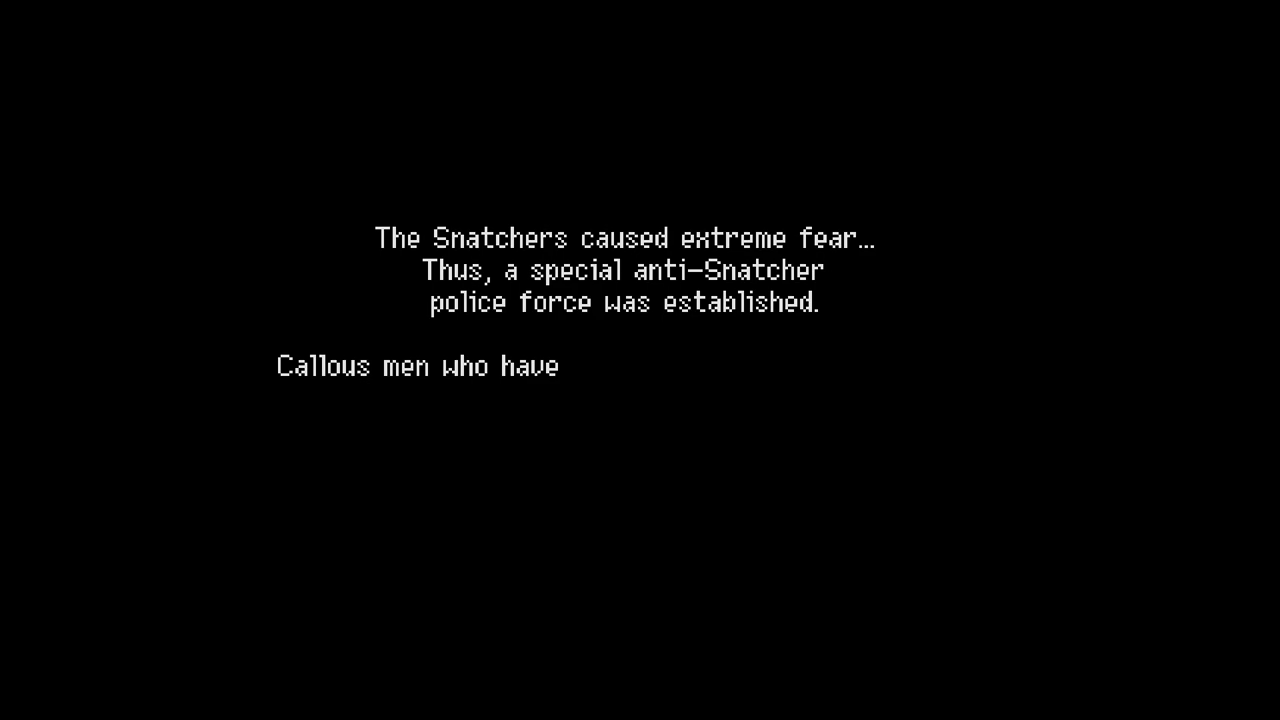 The Snatchers caused extreme fear...
Thus, a special anti-Snatcher
police force was established.
Callous men who have